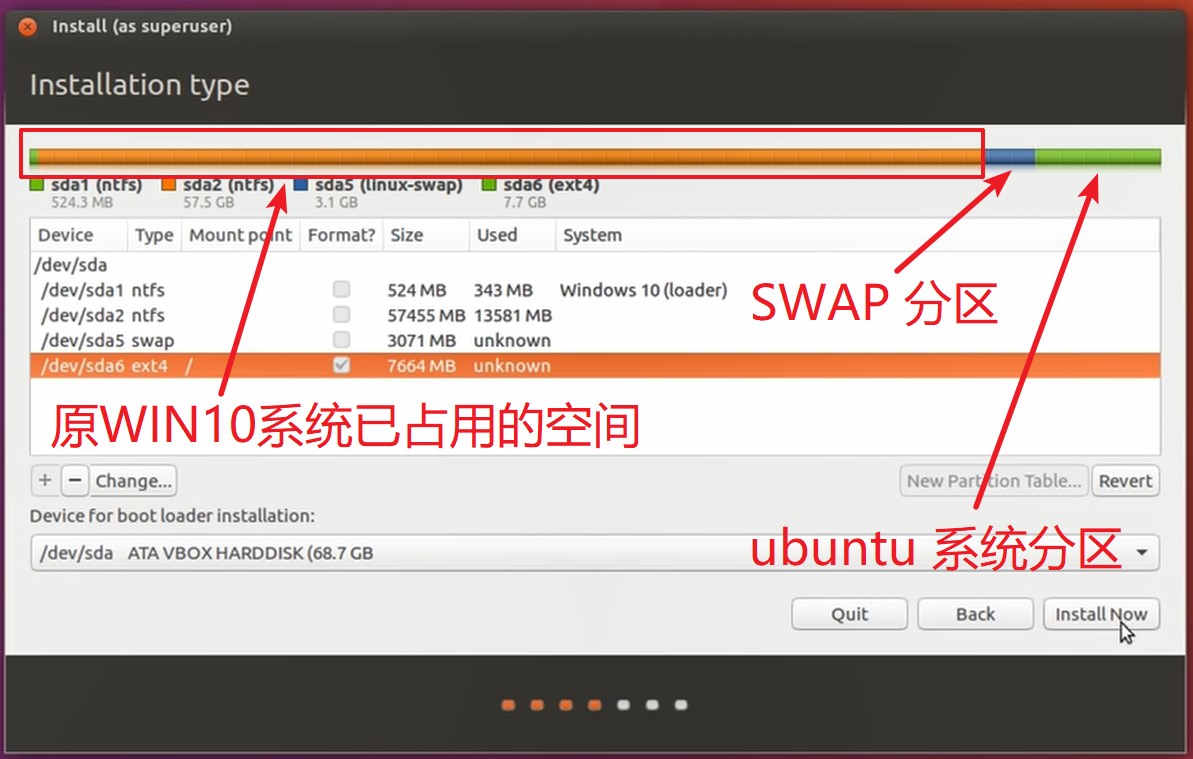 Install (as superuser)
Installation type
sda1 (ntfs) sda2 (ntfs) sda5 (linux-swap) sda6 (ext4)
524.3 MB 57.5 GB 3.1 GB 7.7 GB
Device Type Mount point Format? Size Used System
/dev/sda
/dev/sda1 ntfs 524 MB 343 MB Windows 10 (loader)
/dev/sda2 ntfs 57455 MB 13581 MB
/dev/sda5 swap 3071 MB unknown
/dev/sda6 ext4 / 7664 MB unknown
SWAP 分区
原WIN10系统已占用的空间
+ − Change... New Partition Table... Revert
Device for boot loader installation:
/dev/sda ATA VBOX HARDDISK (68.7 GB
ubuntu 系统分区
Quit Back Install Now